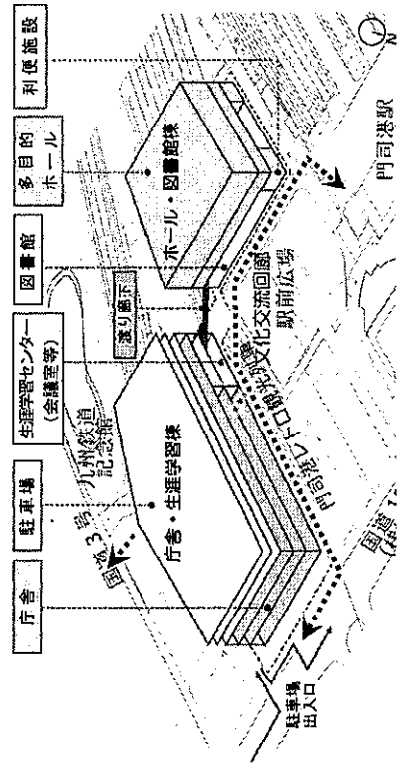 庁舎
駐車場
生涯学習センター
(会議室等)
図書館
多目的
ホール
利便施設
国道3号
九州鉄道
記念館
渡り廊下
庁舎・生涯学習棟
ホール・図書館棟
文化交流回廊
駅前広場
門司港レトロ観光列車
門司港駅
国道
駐車場
出入口
N